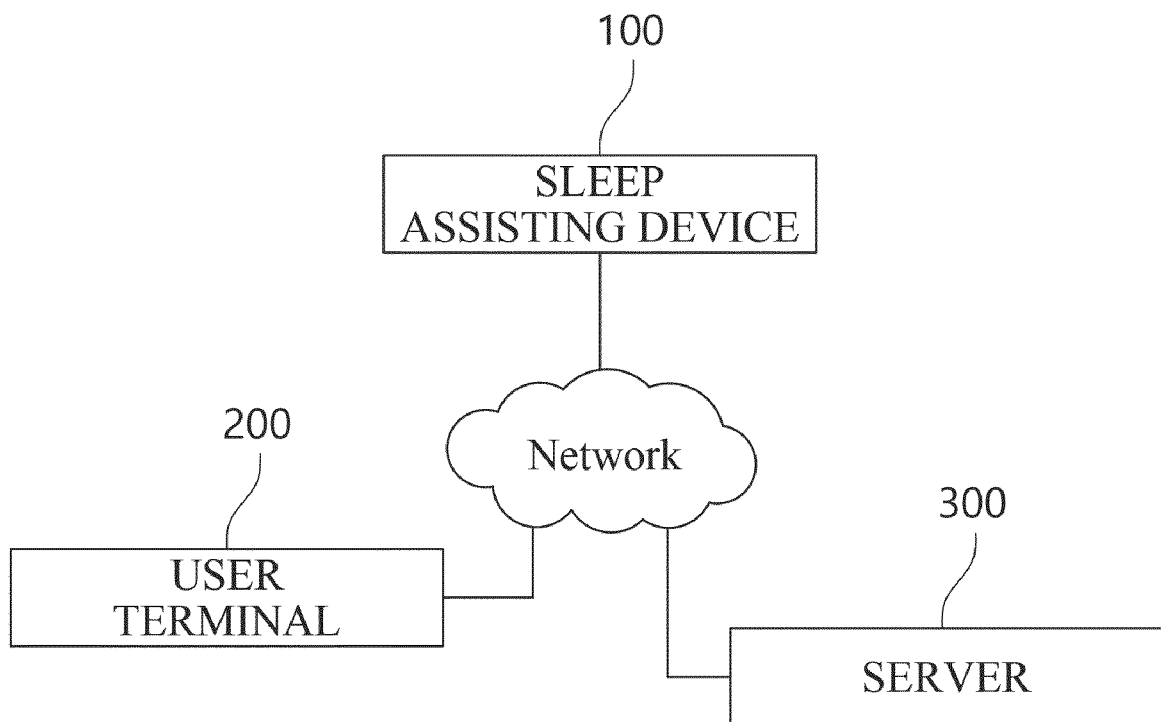 100
SLEEP
ASSISTING DEVICE
Network
200
USER
TERMINAL
300
SERVER